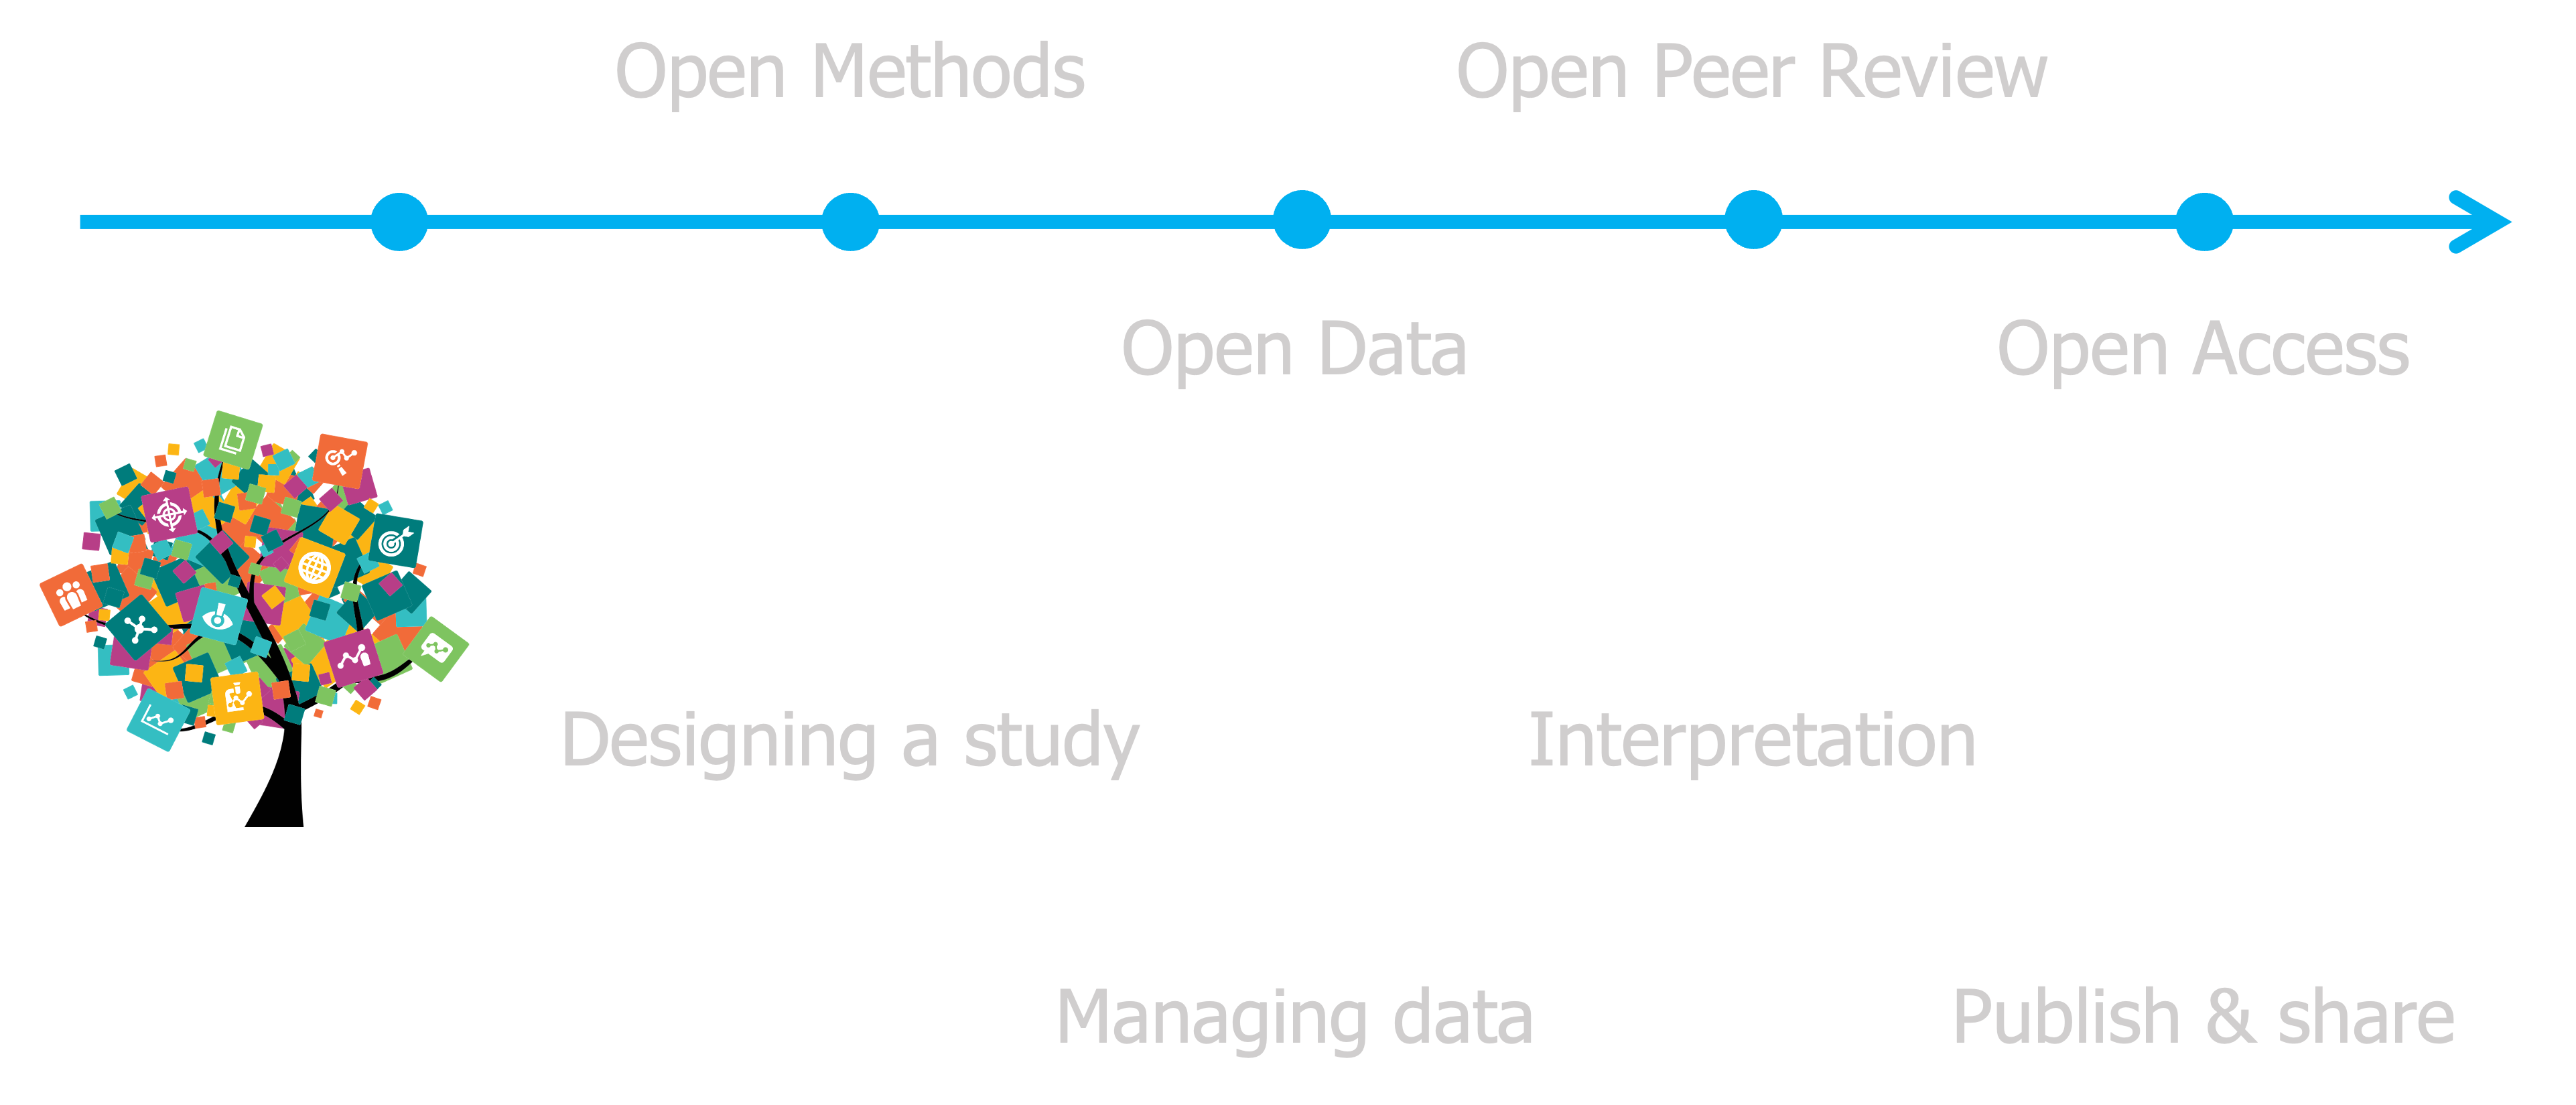 Open Methods
Open Peer Review
Open Data
Open Access
Designing a study
Interpretation
Managing data
Publish & share